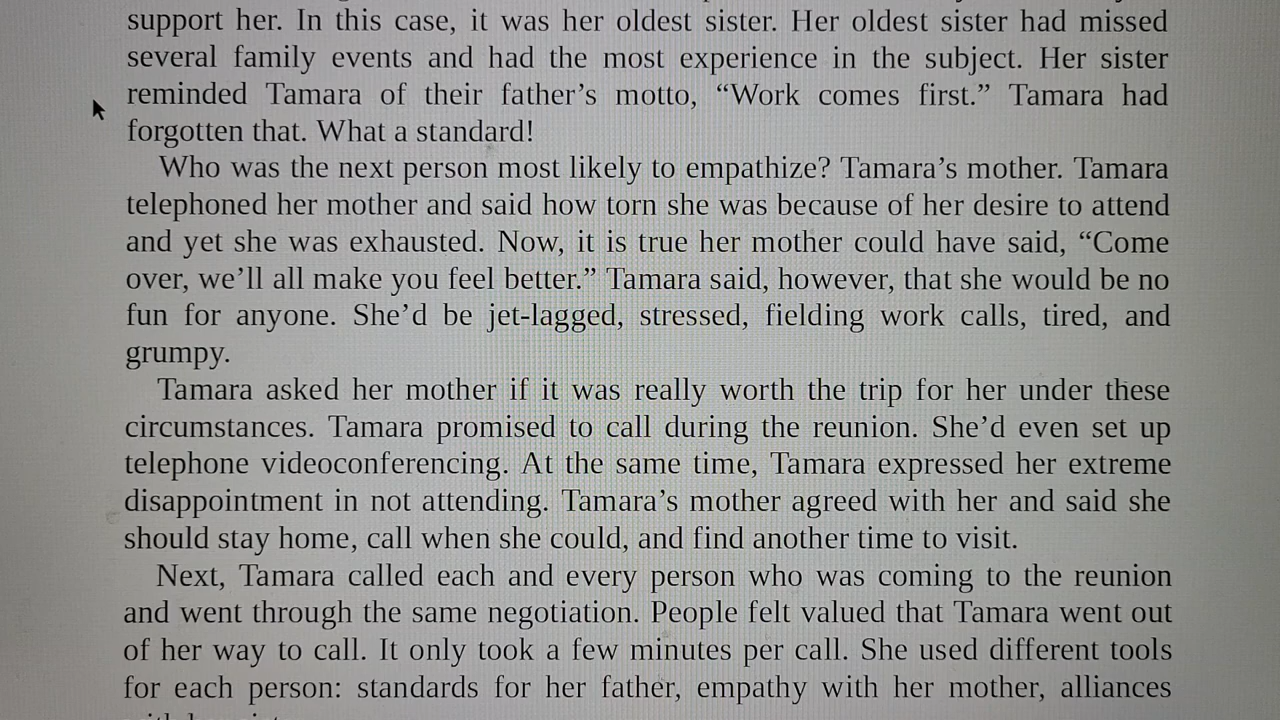 support her. In this case, it was her oldest sister. Her oldest sister had missed
several family events and had the most experience in the subject. Her sister
reminded Tamara of their father’s motto, “Work comes first.” Tamara had
forgotten that. What a standard!
Who was the next person most likely to empathize? Tamara’s mother. Tamara
telephoned her mother and said how torn she was because of her desire to attend
and yet she was exhausted. Now, it is true her mother could have said, “Come
over, we’ll all make you feel better.” Tamara said, however, that she would be no
fun for anyone. She’d be jet-lagged, stressed, fielding work calls, tired, and
grumpy.
Tamara asked her mother if it was really worth the trip for her under these
circumstances. Tamara promised to call during the reunion. She’d even set up
telephone videoconferencing. At the same time, Tamara expressed her extreme
disappointment in not attending. Tamara’s mother agreed with her and said she
should stay home, call when she could, and find another time to visit.
Next, Tamara called each and every person who was coming to the reunion
and went through the same negotiation. People felt valued that Tamara went out
of her way to call. It only took a few minutes per call. She used different tools
for each person: standards for her father, empathy with her mother, alliances